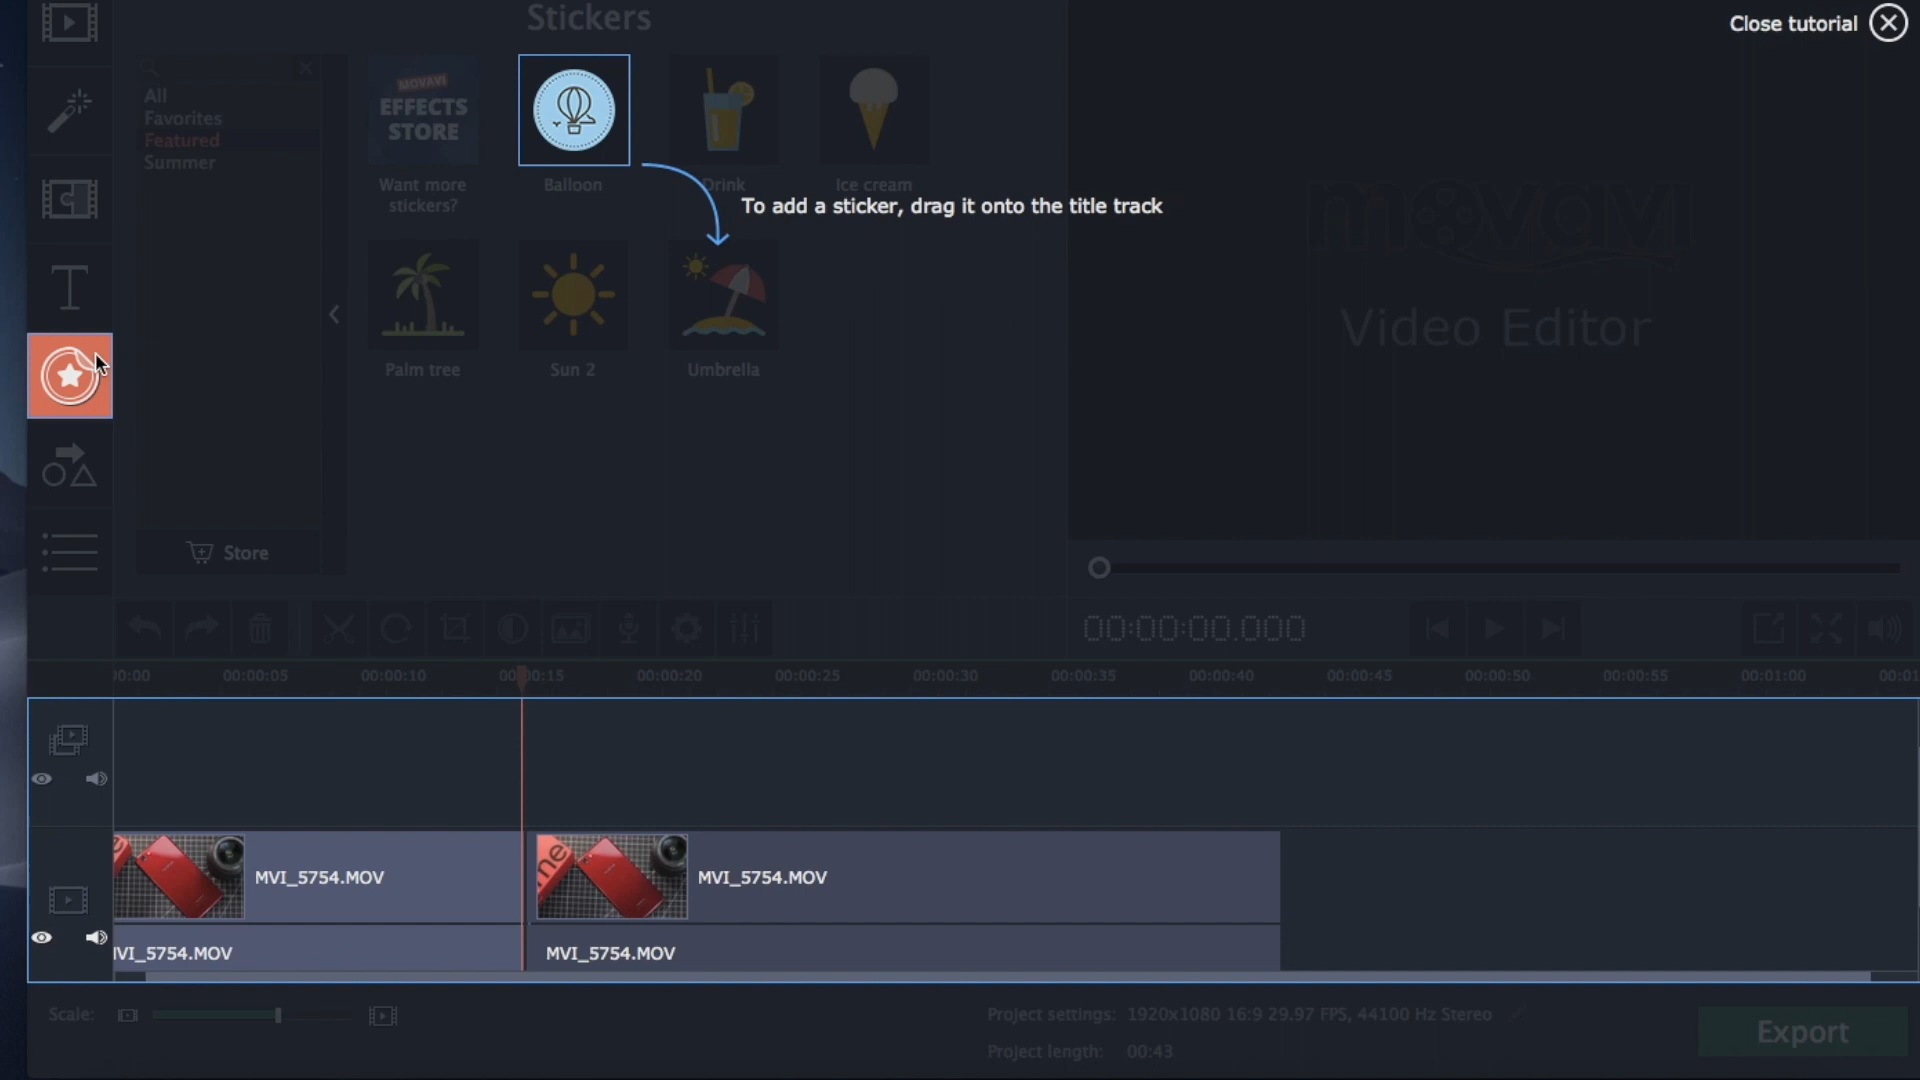 Stickers
Close tutorial
All
Favorites
Featured
Summer
MOVAVI
EFFECTS
STORE
Want more
stickers?
Balloon
Drink
Ice cream
To add a sticker, drag it onto the title track
Palm tree
Sun 2
Umbrella
Store
movavi
Video Editor
00:00:00.000
00:00:05
00:00:10
00:00:15
00:00:20
00:00:25
00:00:30
00:00:35
00:00:40
00:00:45
00:00:50
00:00:55
00:01:00
me
MVI_5754.MOV
MVI_5754.MOV
MVI_5754.MOV
MVI_5754.MOV
Scale:
Project settings: 1920x1080 16:9 29.97 FPS, 44100 Hz Stereo
Project length: 00:43
Export